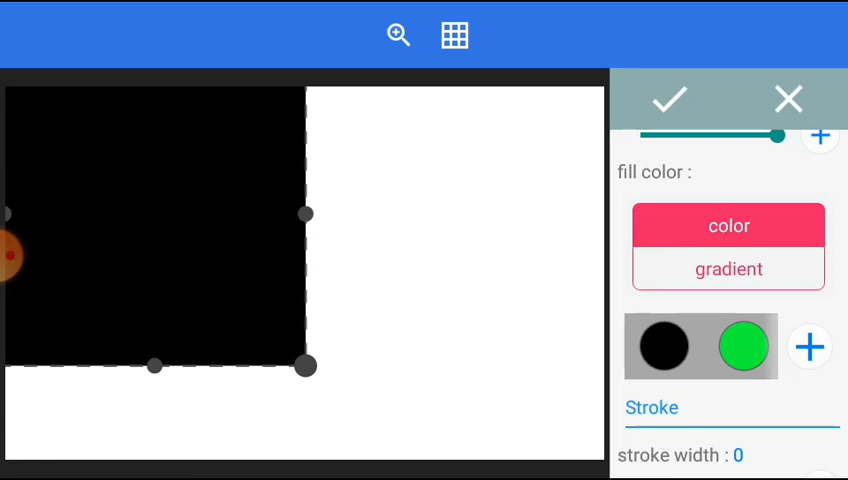 fill color :
color
gradient
Stroke
stroke width : 0